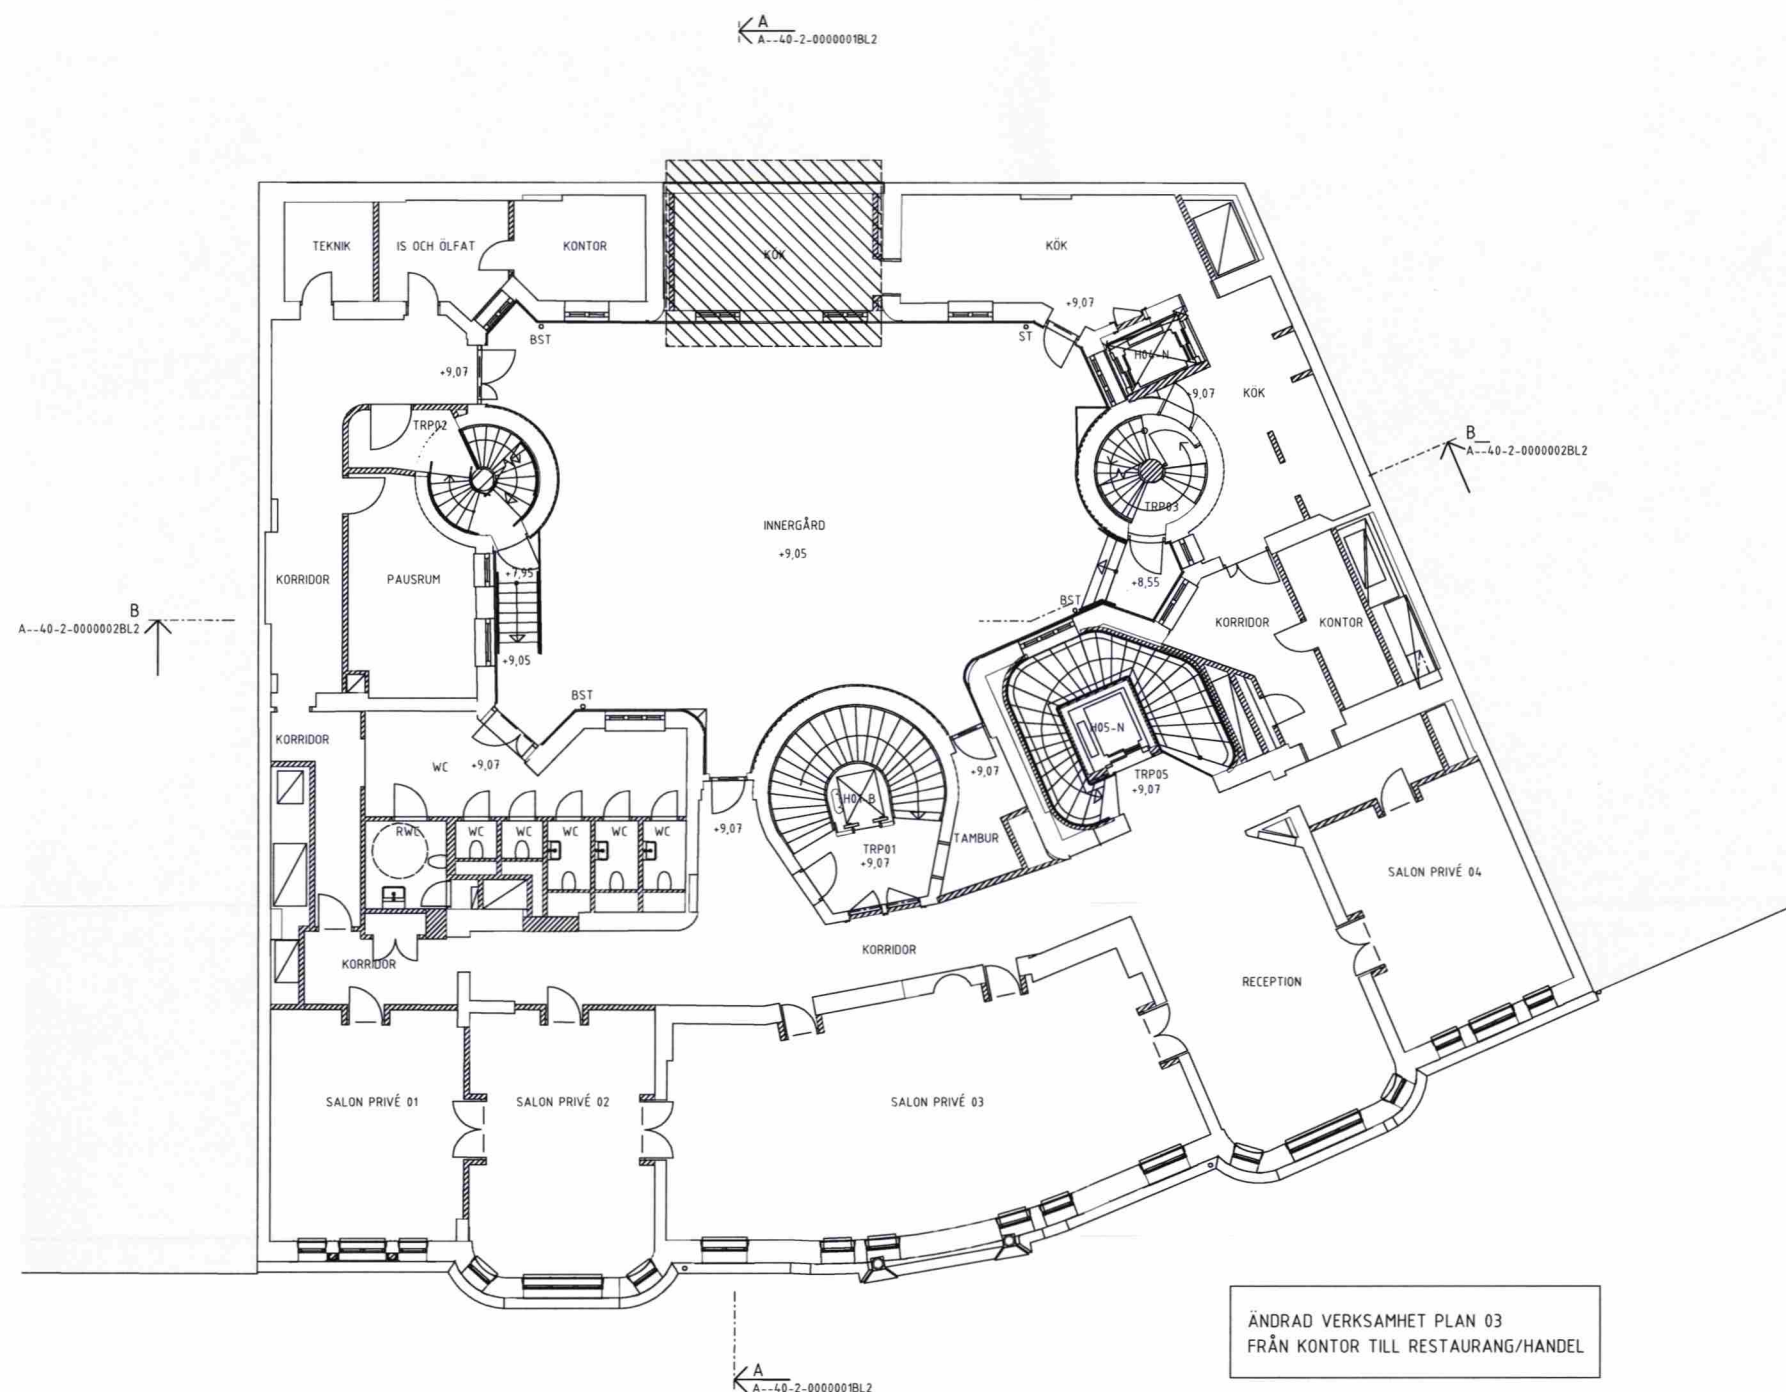 A
A--40-2-0000001BL2
TEKNIK
IS OCH ÖLFAT
KONTOR
KÖK
KÖK
+9,07
BST
ST
H04-N
+9,07
+9,07
KÖK
TRP02
B
A--40-2-0000002BL2
TRP03
INNERGÅRD
+9,05
KORRIDOR
PAUSRUM
+7,95
+8,55
BST
B
A--40-2-0000002BL2
KORRIDOR
KONTOR
+9,05
BST
H05-N
KORRIDOR
WC
+9,07
+9,07
TRP05
+9,07
H01-B
+9,07
RWC
WC
WC
WC
WC
WC
TRP01
+9,07
TAMBUR
SALON PRIVÉ 04
KORRIDOR
KORRIDOR
RECEPTION
SALON PRIVÉ 01
SALON PRIVÉ 02
SALON PRIVÉ 03
ÄNDRAD VERKSAMHET PLAN 03
FRÅN KONTOR TILL RESTAURANG/HANDEL
A
A--40-2-0000001BL2